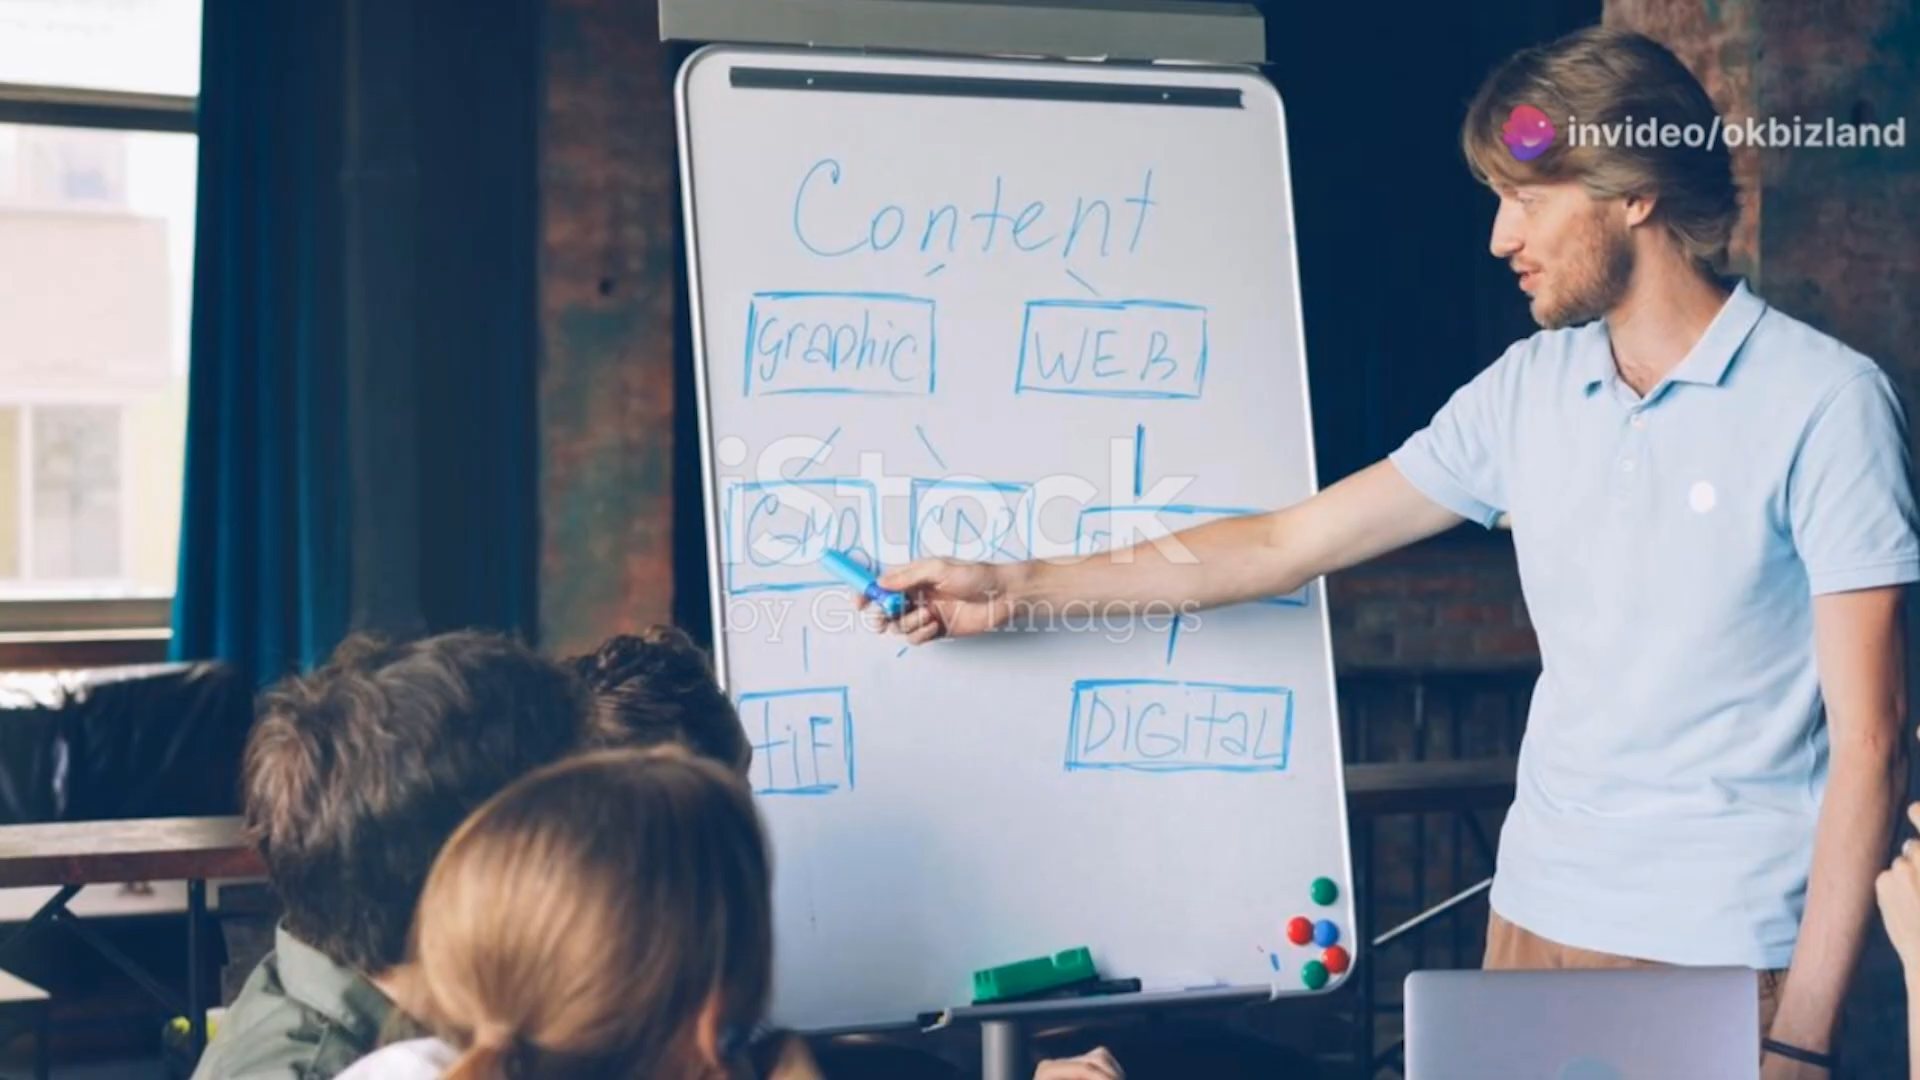 invideo/okbizland
Content
graphic
WEB
iStock
GMD
CDR
by Getty Images
tiF
DIGItaL